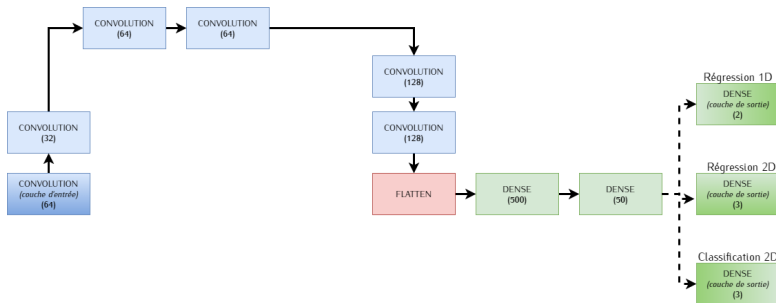 CONVOLUTION
(64)
CONVOLUTION
(64)
CONVOLUTION
(128)
CONVOLUTION
(32)
CONVOLUTION
(128)
CONVOLUTION
(couche d'entrée)
(64)
FLATTEN
DENSE
(500)
DENSE
(50)
Régression 1D
DENSE
(couche de sortie)
(2)
Régression 2D
DENSE
(couche de sortie)
(3)
Classification 2D
DENSE
(couche de sortie)
(3)